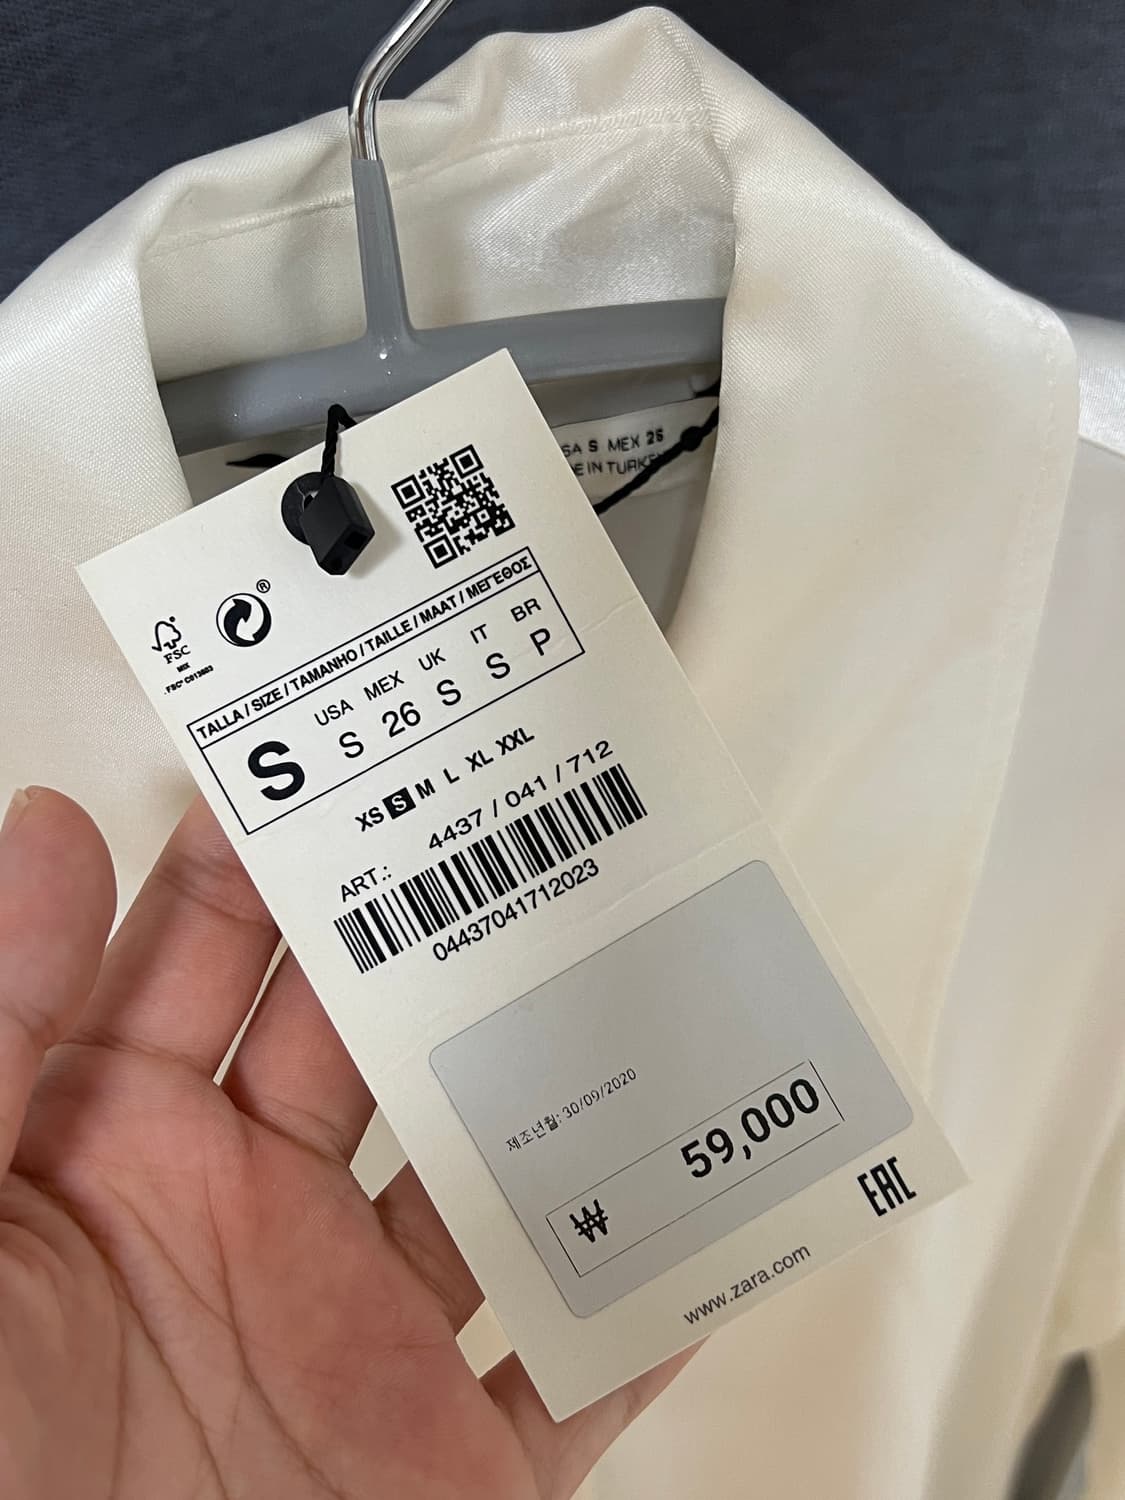 SA S MEX 26
E IN TURKEY
®
FSC
MIX
FSC® C013603
TALLA / SIZE / TAMANHO / TAILLE / MAAT / ΜΕΓΕΘΟΣ
USA MEX UK IT BR
S S 26 S S P
XS S M L XL XXL
ART.: 4437 / 041 / 712
04437041712023
제조년월: 30/09/2020
₩ 59,000
EAC
www.zara.com